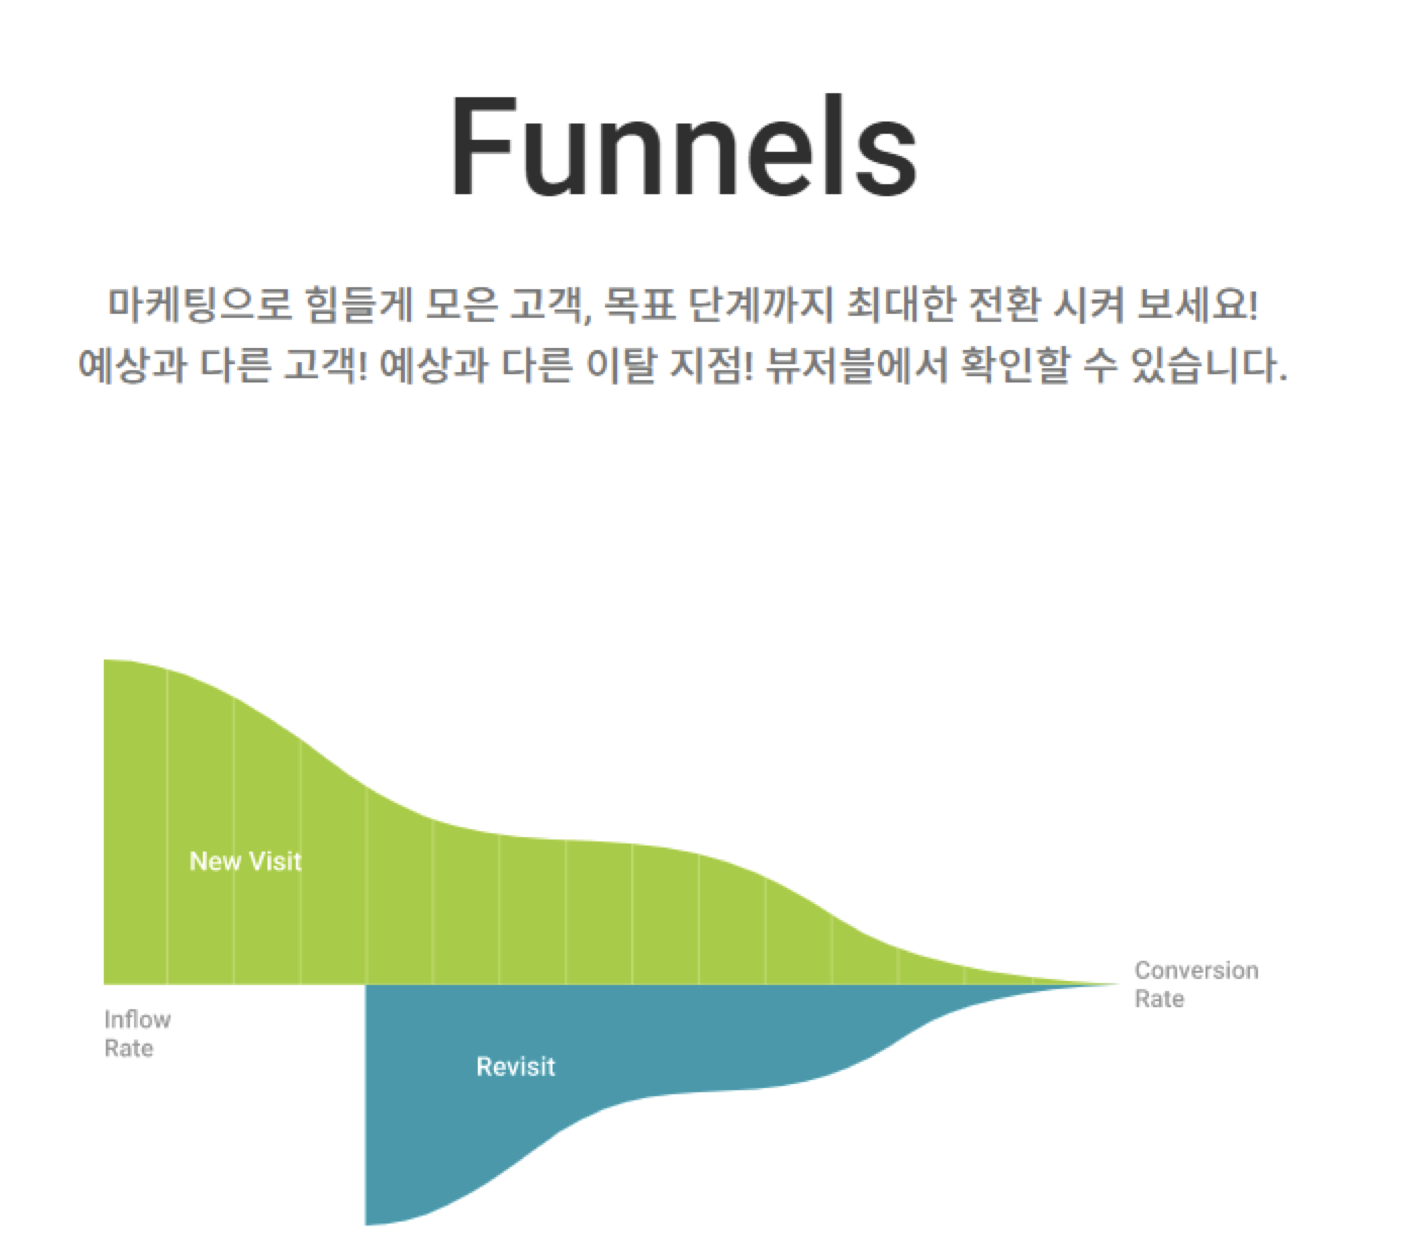 Funnels
마케팅으로 힘들게 모은 고객, 목표 단계까지 최대한 전환 시켜 보세요!
예상과 다른 고객! 예상과 다른 이탈 지점! 뷰저블에서 확인할 수 있습니다.
New Visit
Conversion
Rate
Inflow
Rate
Revisit